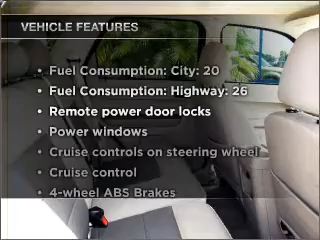 VEHICLE FEATURES
• Fuel Consumption: City: 20
• Fuel Consumption: Highway: 26
• Remote power door locks
• Power windows
• Cruise controls on steering wheel
• Cruise control
• 4-wheel ABS Brakes